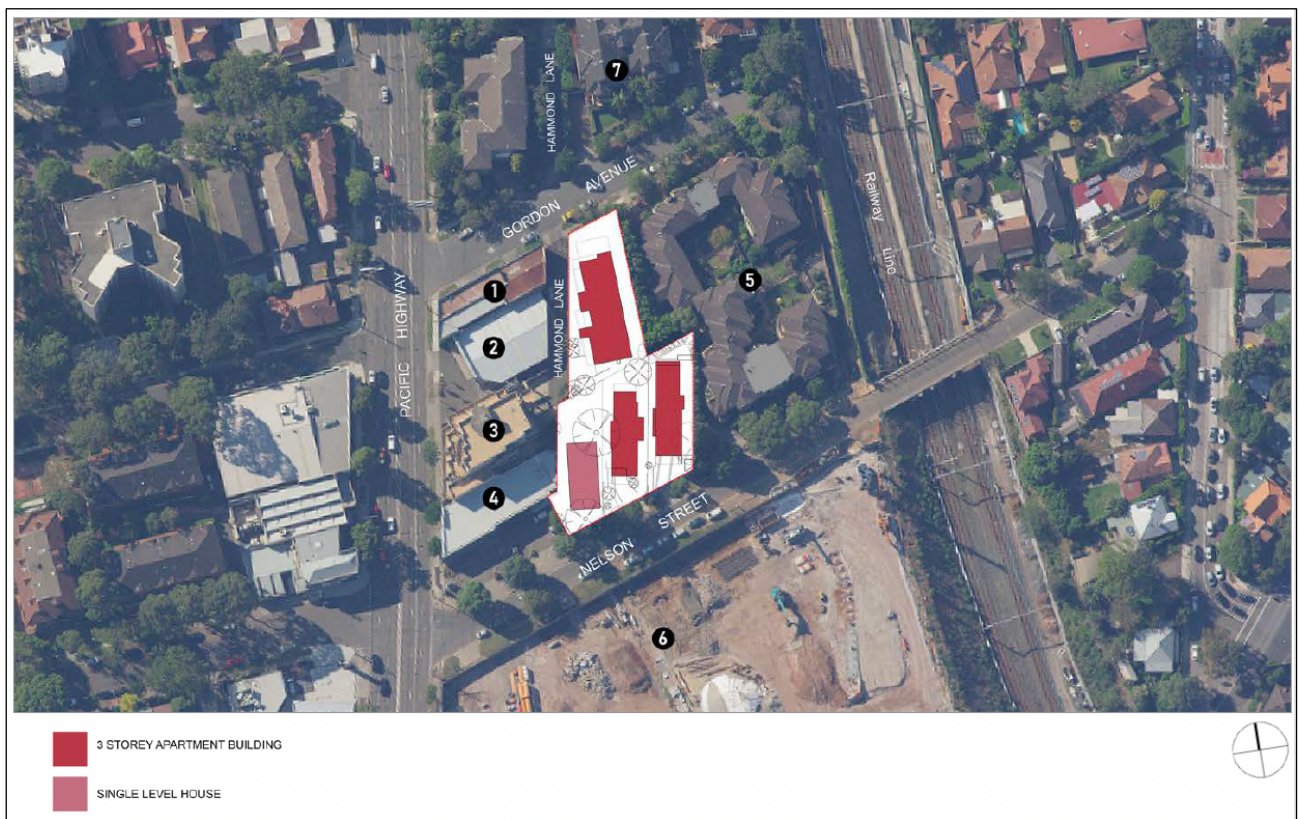 7
HAMMOND LANE
GORDON AVENUE
Railway Line
1
5
HAMMOND LANE
PACIFIC HIGHWAY
2
3
4
NELSON STREET
6
3 STOREY APARTMENT BUILDING
SINGLE LEVEL HOUSE